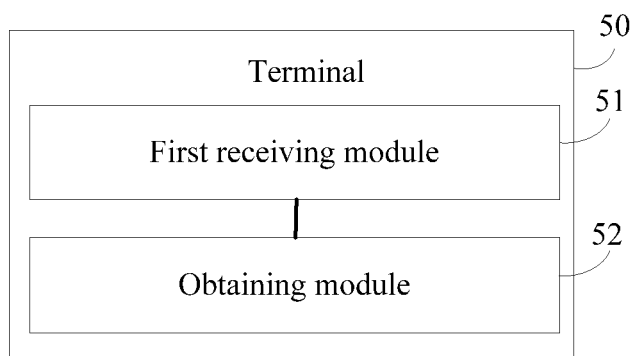 50
Terminal
51
First receiving module
52
Obtaining module